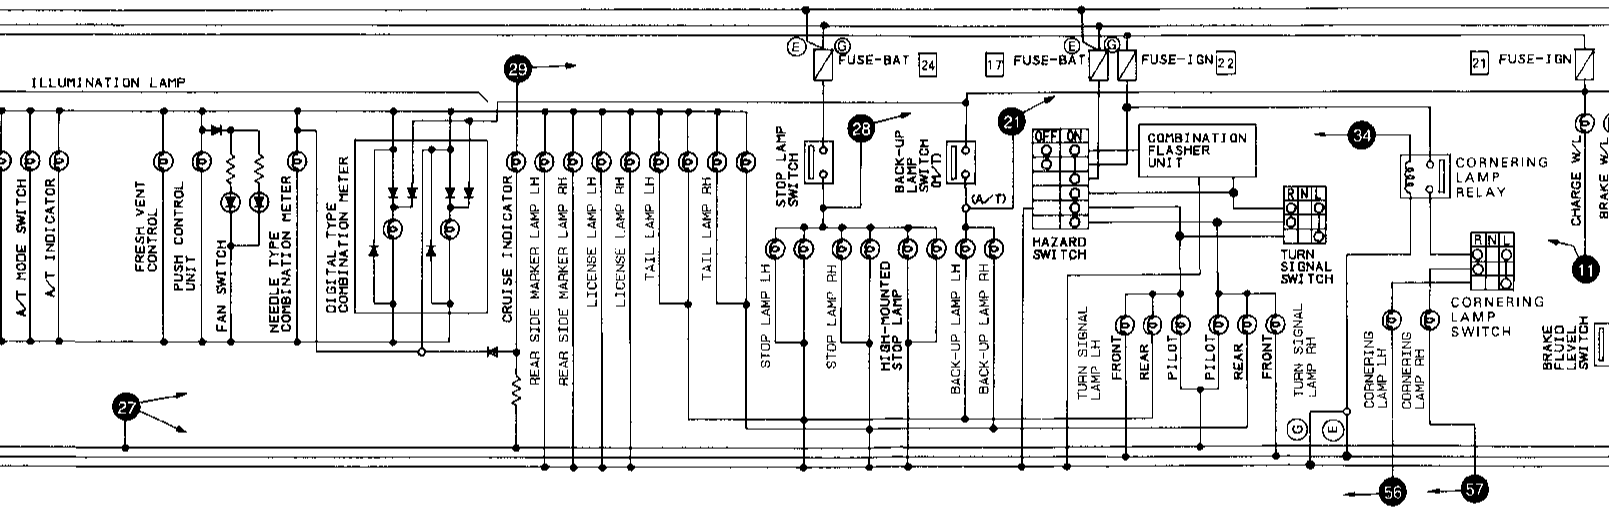 ILLUMINATION LAMP
A/T MODE SWITCH
A/T INDICATOR
FRESH VENT
CONTROL
PUSH CONTROL
UNIT
FAN SWITCH
NEEDLE TYPE
COMBINATION METER
DIGITAL TYPE
COMBINATION METER
27
29
CRUISE INDICATOR
REAR SIDE MARKER LAMP LH
REAR SIDE MARKER LAMP RH
LICENSE LAMP LH
LICENSE LAMP RH
TAIL LAMP LH
TAIL LAMP RH
E
G
FUSE-BAT 24
STOP LAMP
SWITCH
28
STOP LAMP LH
STOP LAMP RH
HIGH-MOUNTED
STOP LAMP
BACK-UP
LAMP
SWITCH
(M/T)
(A/T)
BACK-UP LAMP LH
BACK-UP LAMP RH
21
17 FUSE-BAT
E
G
FUSE-IGN 22
OFF ON
HAZARD
SWITCH
COMBINATION
FLASHER
UNIT
R N L
TURN
SIGNAL
SWITCH
TURN SIGNAL
LAMP LH
FRONT
REAR
PILOT
PILOT
REAR
FRONT
TURN SIGNAL
LAMP RH
G
E
34
CORNERING
LAMP
RELAY
R N L
CORNERING
LAMP
SWITCH
CORNERING
LAMP LH
CORNERING
LAMP RH
56
57
21 FUSE-IGN
CHARGE W/L
BRAKE W/L
11
BRAKE
FLUID
LEVEL
SWITCH